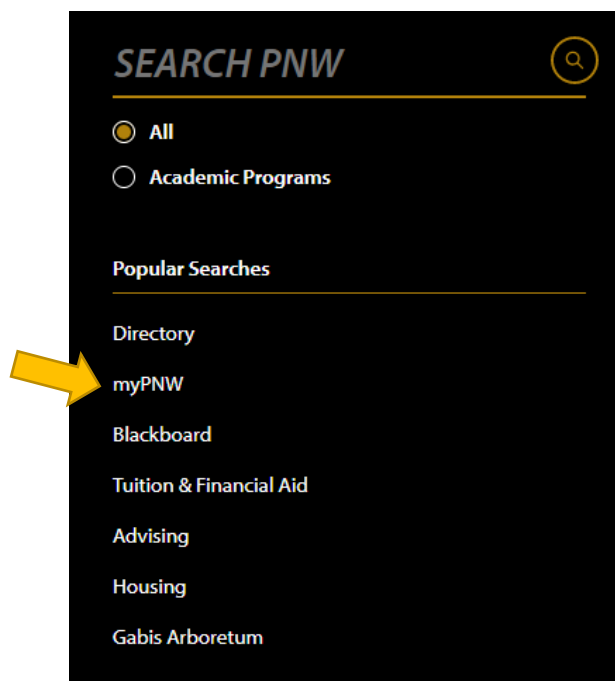 SEARCH PNW
All
Academic Programs
Popular Searches
Directory
myPNW
Blackboard
Tuition & Financial Aid
Advising
Housing
Gabis Arboretum